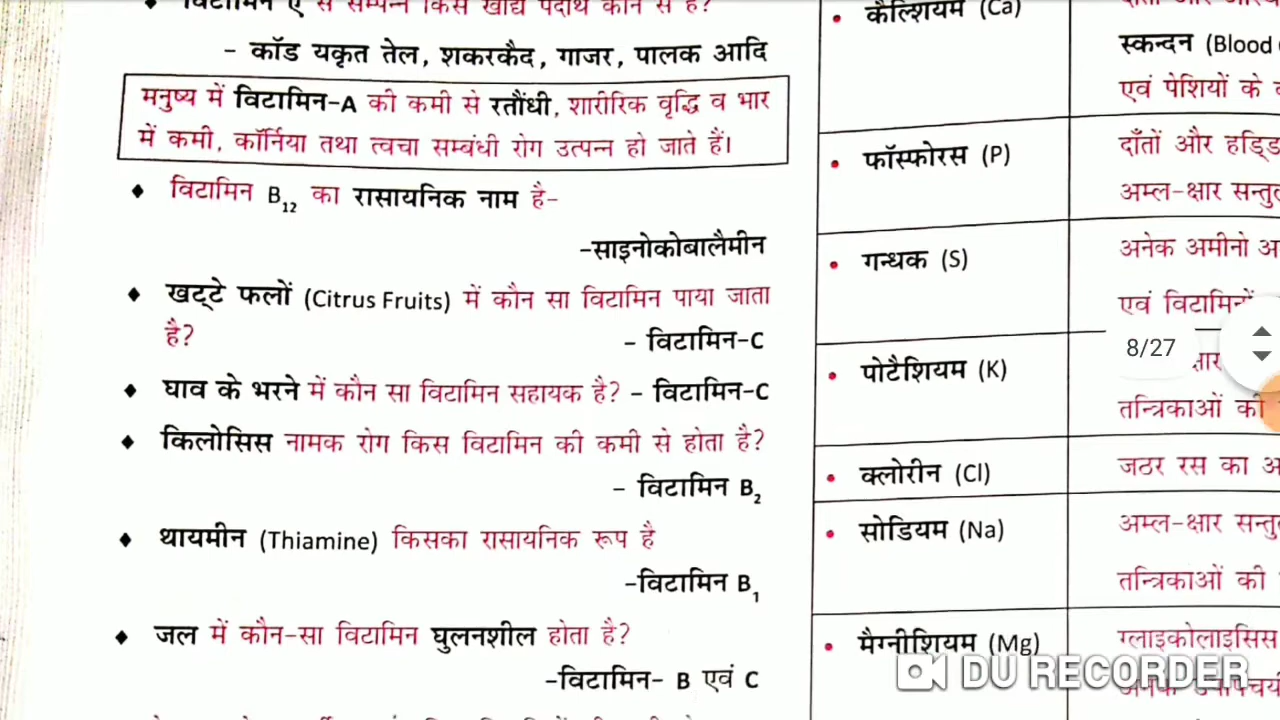 विटामिन ए से सम्पन्न किस खाद्य पदार्थ कौन से है?
- कॉड यकृत तेल, शकरकैद, गाजर, पालक आदि
मनुष्य में विटामिन-A की कमी से रतौंधी, शारीरिक वृद्धि व भार
में कमी, कॉर्निया तथा त्वचा सम्बंधी रोग उत्पन्न हो जाते हैं।
♦ विटामिन B12 का रासायनिक नाम है-
-साइनोकोबालैमीन
♦ खट्टे फलों (Citrus Fruits) में कौन सा विटामिन पाया जाता
है? - विटामिन-C
♦ घाव के भरने में कौन सा विटामिन सहायक है? - विटामिन-C
♦ किलोसिस नामक रोग किस विटामिन की कमी से होता है?
- विटामिन B2
♦ थायमीन (Thiamine) किसका रासायनिक रूप है
-विटामिन B1
♦ जल में कौन-सा विटामिन घुलनशील होता है?
-विटामिन- B एवं C
• कैल्शियम (Ca)
स्कन्दन (Blood
एवं पेशियों के
• फॉस्फोरस (P)
दाँतों और
अम्ल-क्षार
• गन्धक (S)
अनेक अमीनो
एवं विटामिनों
• पोटैशियम (K)
तन्त्रिकाओं की
• क्लोरीन (Cl)
जठर रस का
• सोडियम (Na)
अम्ल-क्षार
तन्त्रिकाओं की
• मैग्नीशियम (Mg)
ग्लाइकोलाइसिस
8/27
DU RECORDER